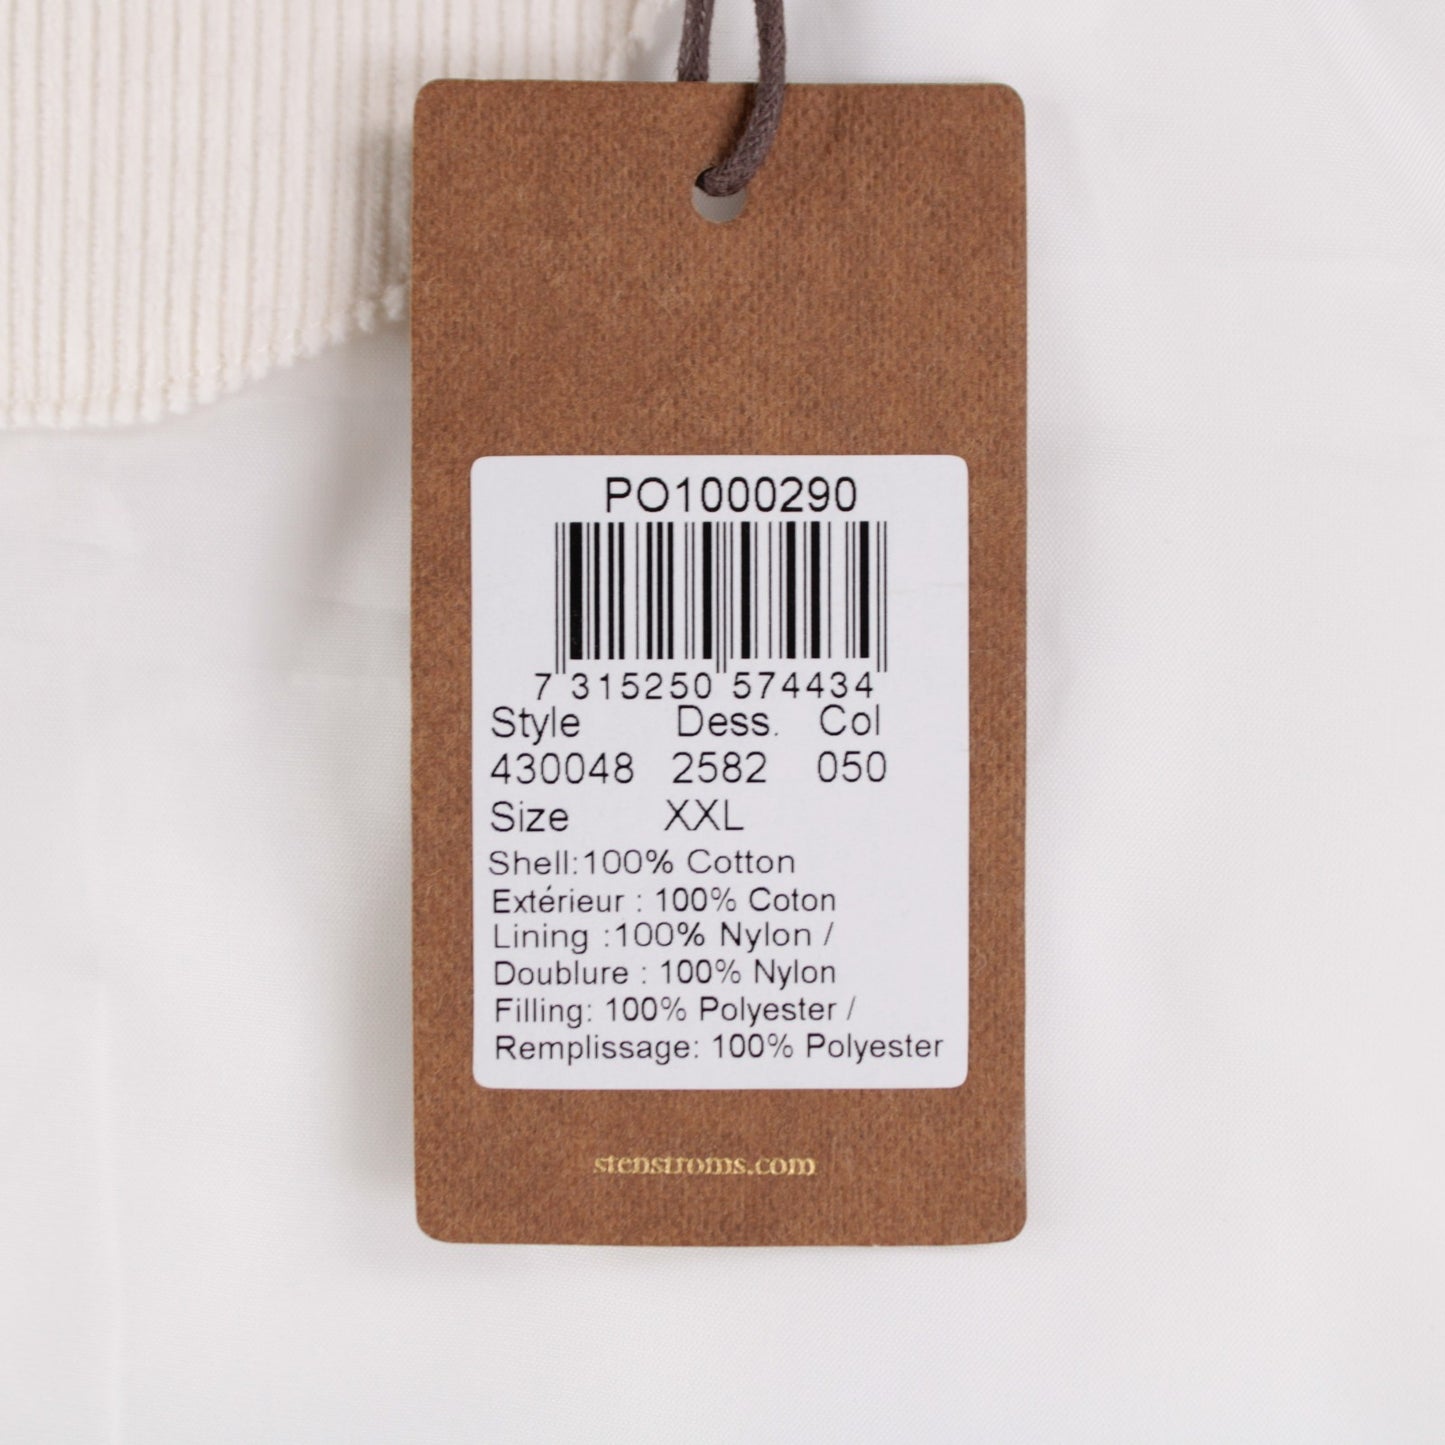 PO1000290
7 315250 574434
Style Dess. Col
430048 2582 050
Size XXL
Shell:100% Cotton
Extérieur : 100% Coton
Lining :100% Nylon /
Doublure : 100% Nylon
Filling: 100% Polyester /
Remplissage: 100% Polyester
stenstroms.com